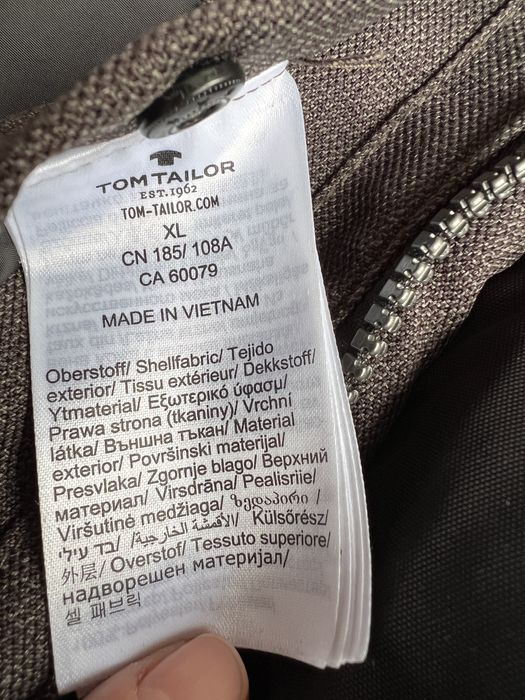 TOM TAILOR
EST. 1962
TOM-TAILOR.COM
XL
CN 185/ 108A
CA 60079
MADE IN VIETNAM
Oberstoff/ Shellfabric/ Tejido
exterior/ Tissu extérieur/ Dekkstoff/
Ytmaterial/ Εξωτερικό ύφασμ/
Prawa strona (tkaniny)/ Vrchní
látka/ Външна тъкан/ Material
exterior/ Površinski materijal/
Presvlaka/ Zgornje blago/ Верхний
материал/ Virsdrāna/ Pealisriie/
Viršutinė medžiaga/ ზედაპირი /
الأقمشة الخارجية/ Külsőrész/
בד עילי/
外层/ Overstof/ Tessuto superiore/
надворешен материјал/
셸 패브릭